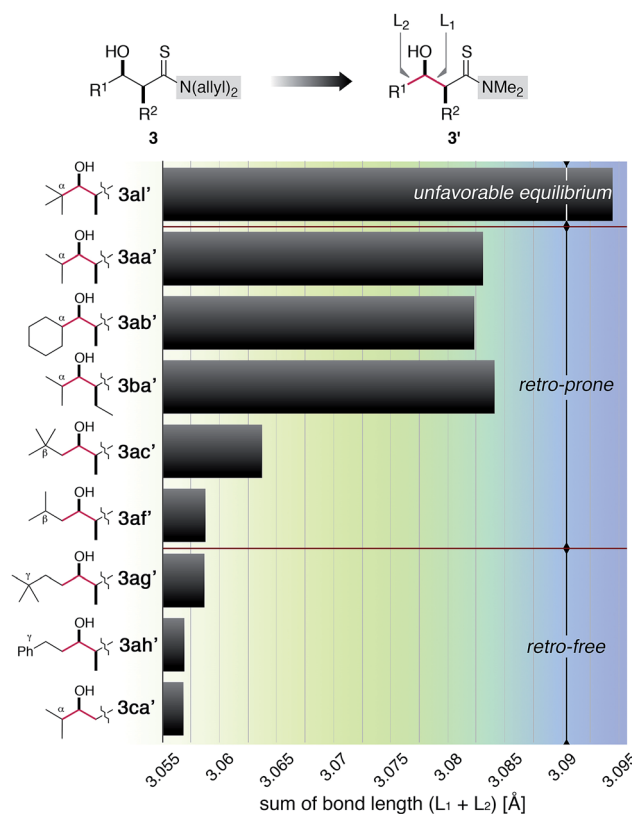 L₂ L₁
HO S HO S
R¹ N(allyl)₂ R¹ NMe₂
R² R²
3 3'
OH
α 3al’ unfavorable equilibrium
OH
α 3aa’
OH
α 3ab’
OH
α 3ba’ retro-prone
OH
β 3ac’
OH
β 3af’
OH
γ 3ag’
OH
γ
Ph 3ah’ retro-free
OH
α 3ca’
3.055 3.06 3.065 3.07 3.075 3.08 3.085 3.09 3.095
sum of bond length (L₁ + L₂) [Å]